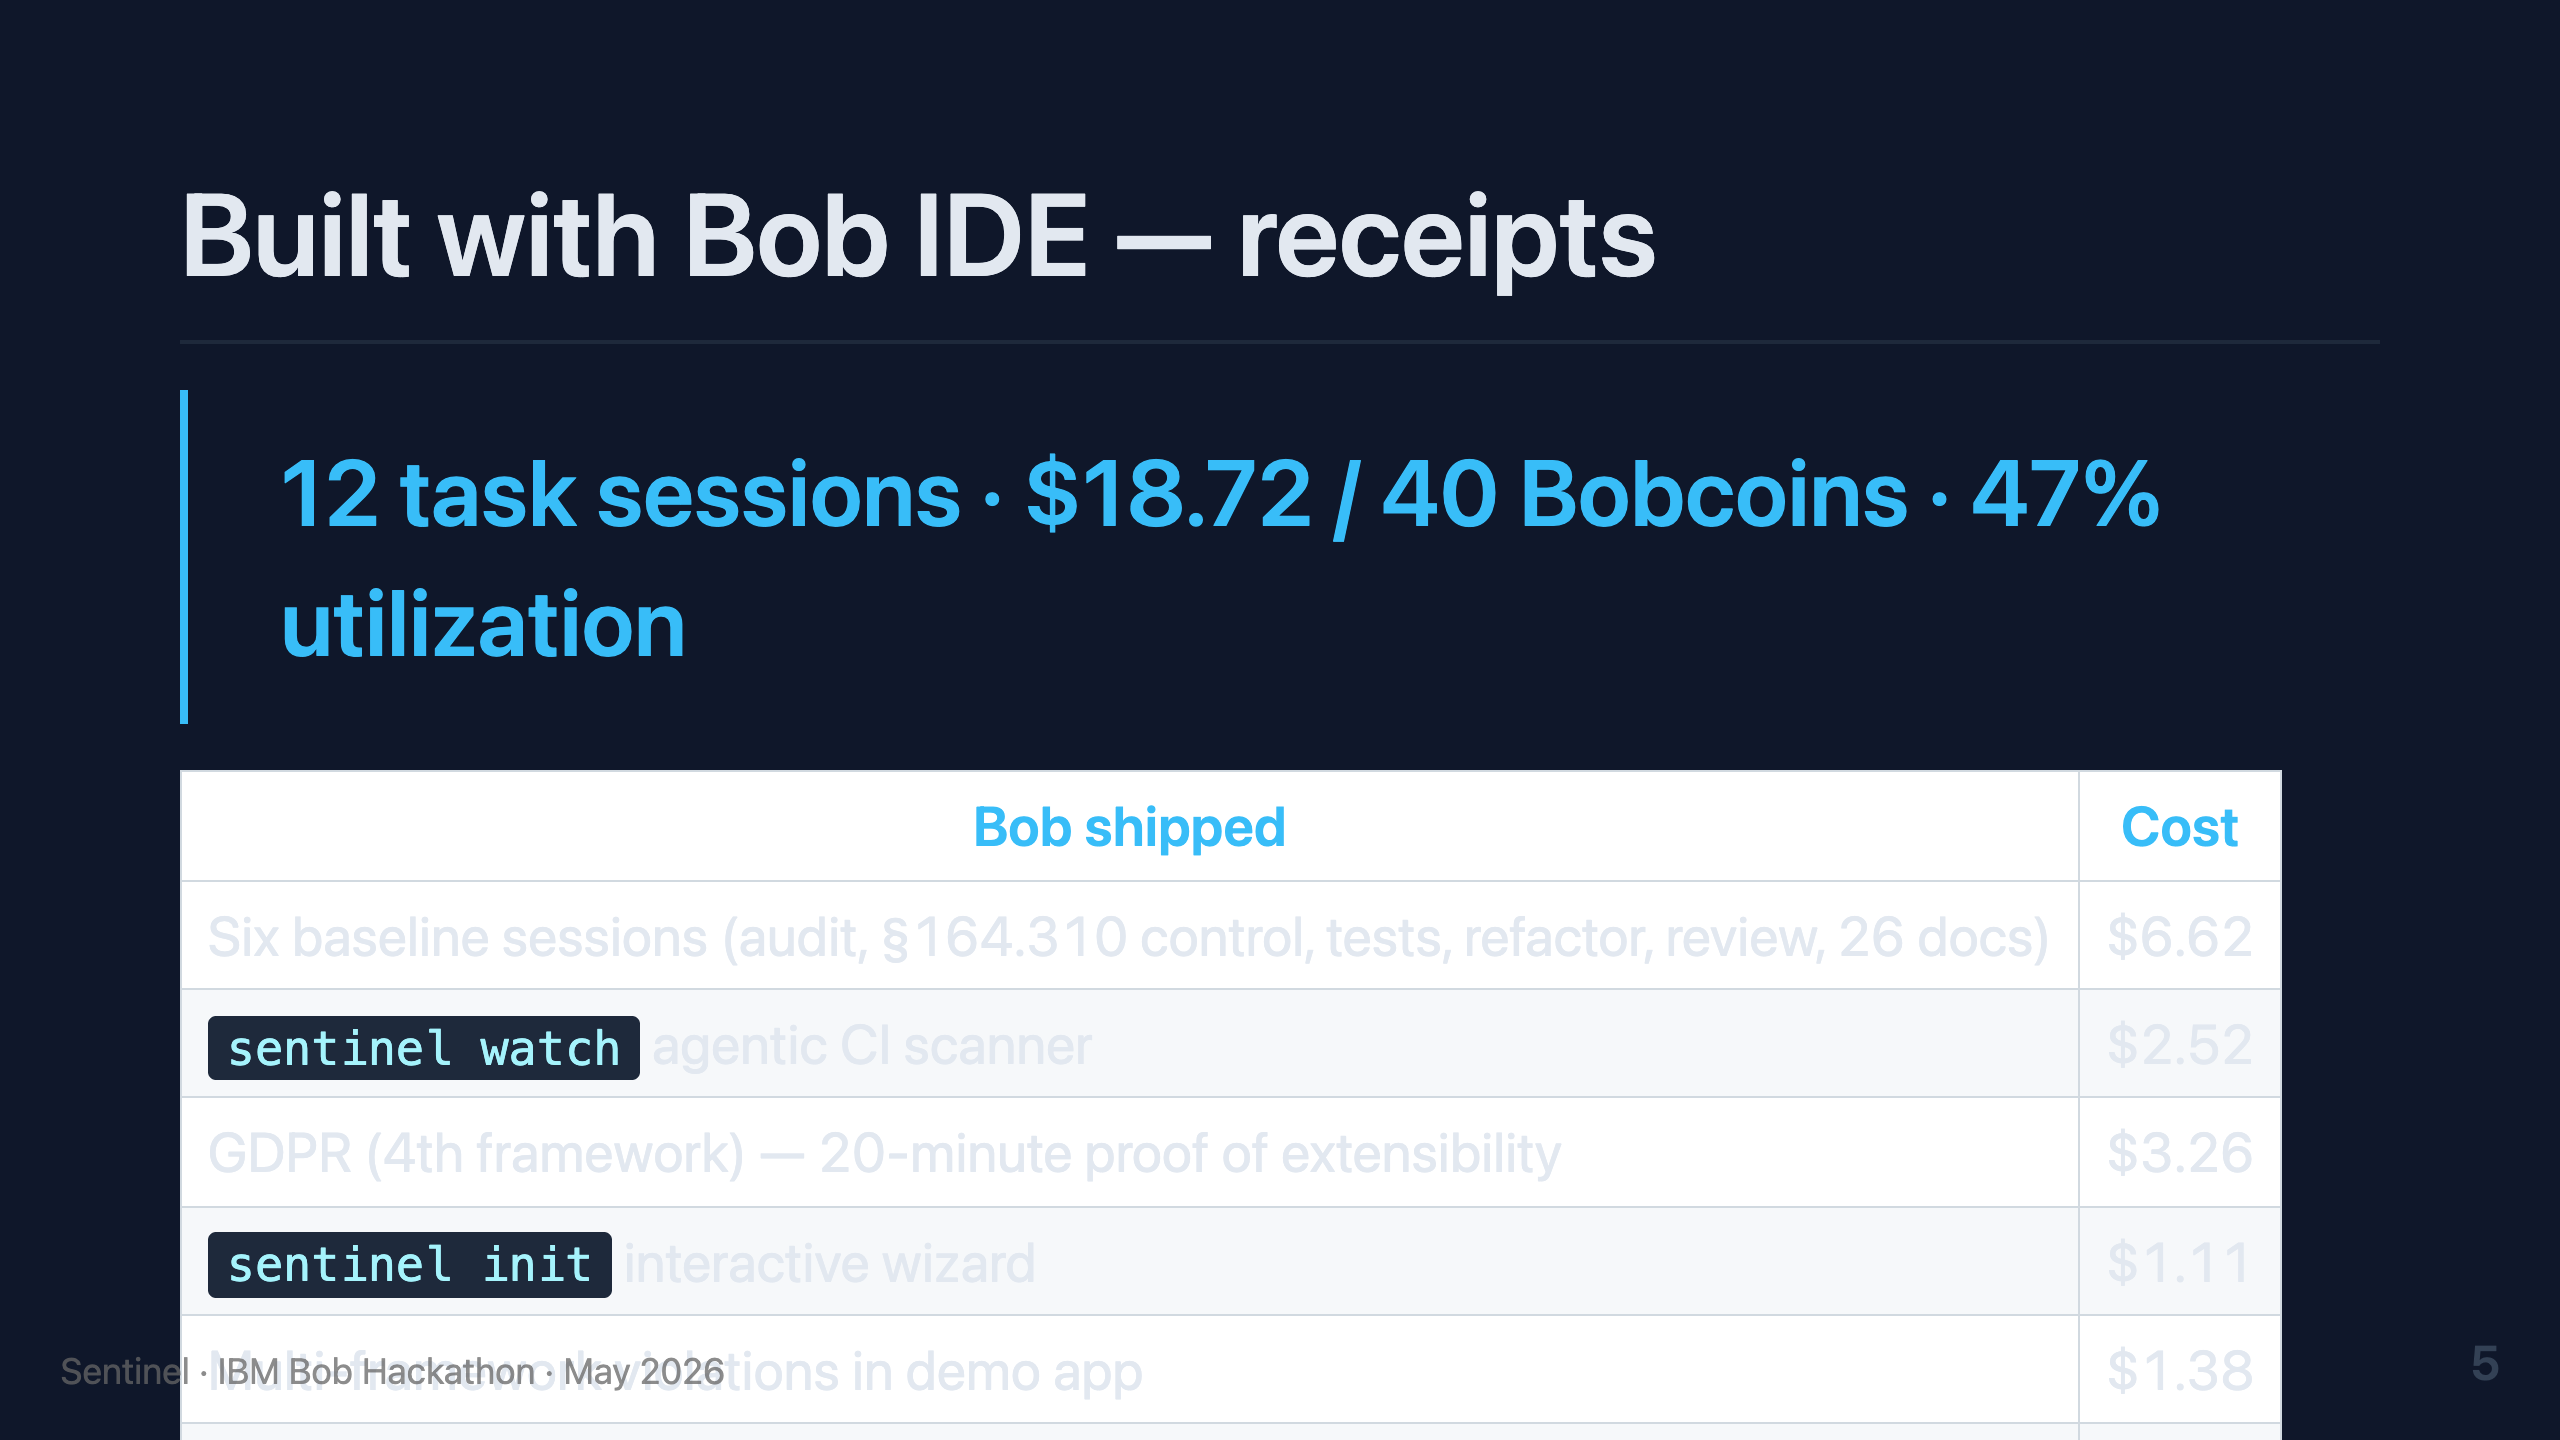 Built with Bob IDE — receipts
12 task sessions · $18.72 / 40 Bobcoins · 47%
utilization
Bob shipped Cost
Six baseline sessions (audit, §164.310 control, tests, refactor, review, 26 docs) $6.62
sentinel watch agentic CI scanner $2.52
GDPR (4th framework) — 20-minute proof of extensibility $3.26
sentinel init interactive wizard $1.11
Multi-framework violations in demo app $1.38
Sentinel · IBM Bob Hackathon · May 2026
5